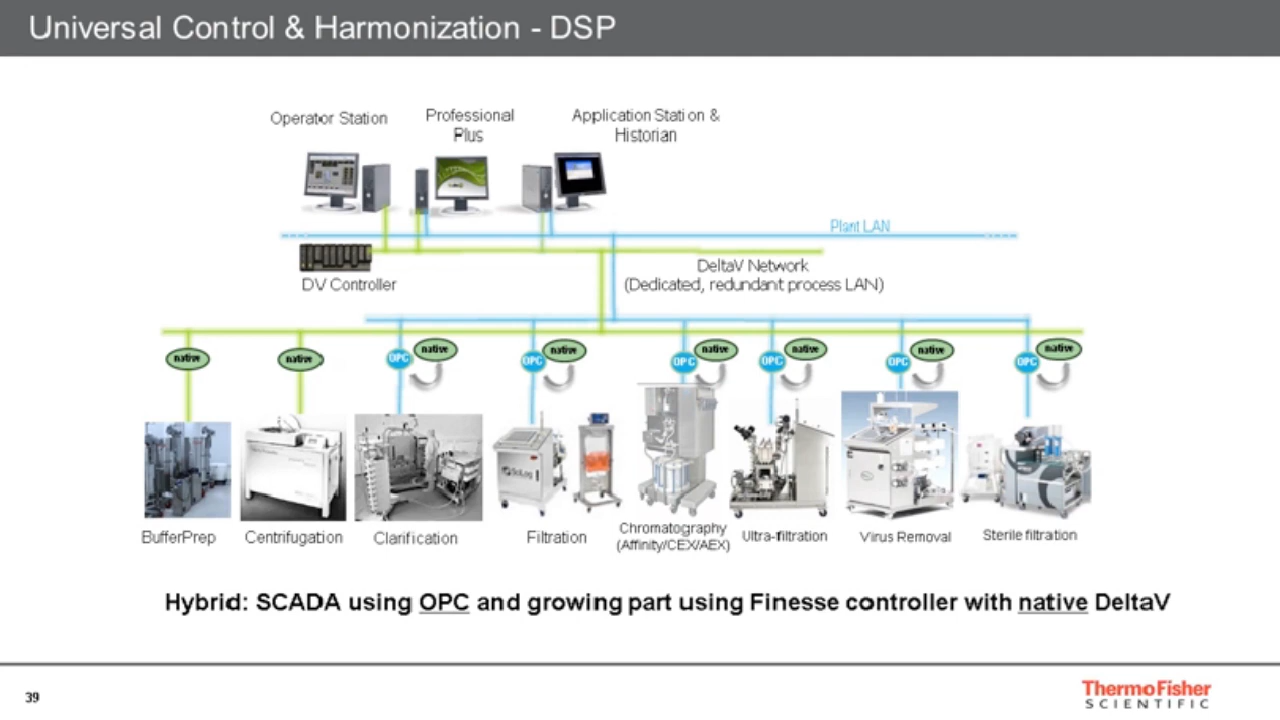 Universal Control & Harmonization - DSP
Operator Station
Professional
Plus
Application Station &
Historian
Plant LAN
DeltaV Network
(Dedicated, redundant process LAN)
DV Controller
native
native
OPC
native
OPC
native
OPC
native
OPC
native
OPC
native
OPC
native
BufferPrep
Centrifugation
Clarification
Filtration
Chromatography
(Affinity/CEX/AEX)
Ultra-filtration
Virus Removal
Sterile filtration
Hybrid: SCADA using OPC and growing part using Finesse controller with native DeltaV
39
ThermoFisher
SCIENTIFIC